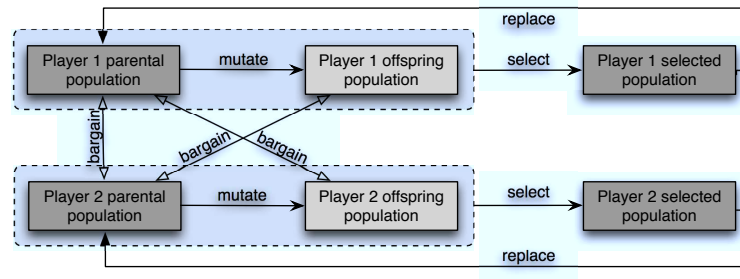 replace
Player 1 parental
population
mutate
Player 1 offspring
population
select
Player 1 selected
population
bargain
bargain
bargain
Player 2 parental
population
mutate
Player 2 offspring
population
select
Player 2 selected
population
replace